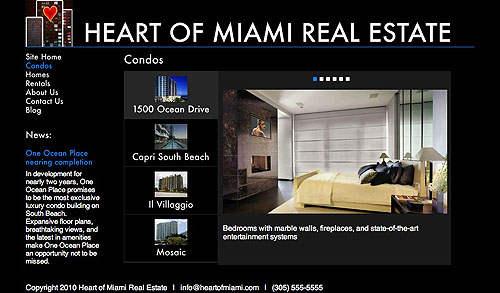 HEART OF MIAMI REAL ESTATE
Site Home
Condos
Homes
Rentals
About Us
Contact Us
Blog
News:
One Ocean Place
nearing completion
In development for
nearly two years, One
Ocean Place promises
to be the most exclusive
luxury condo building on
South Beach.
Expansive floor plans,
breathtaking views, and
the latest in amenities
make One Ocean Place
an opportunity not to be
missed.
Condos
1500 Ocean Drive
Capri South Beach
Il Villaggio
Mosaic
Bedrooms with marble walls, fireplaces, and state-of-the-art
entertainment systems
Copyright 2010 Heart of Miami Real Estate | info@heartofmiami.com | (305) 555-5555